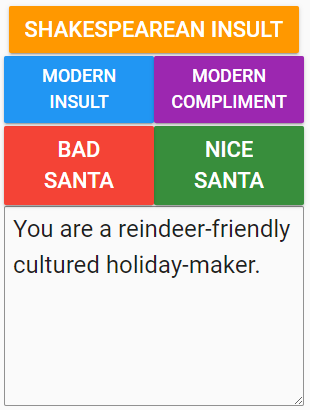 SHAKESPEAREAN INSULT
MODERN
INSULT
MODERN
COMPLIMENT
BAD
SANTA
NICE
SANTA
You are a reindeer-friendly
cultured holiday-maker.